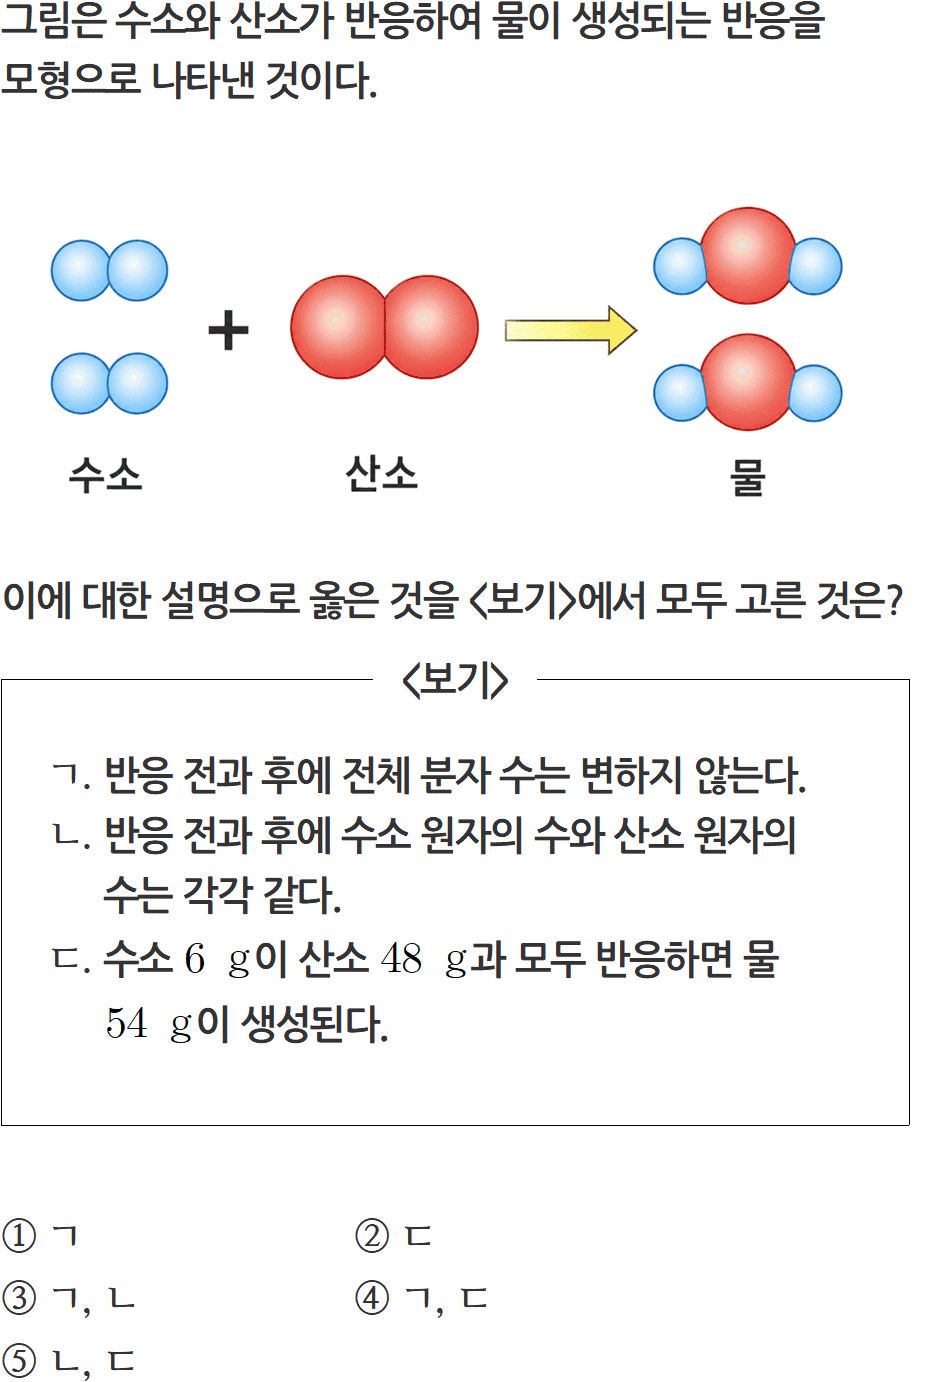 그림은 수소와 산소가 반응하여 물이 생성되는 반응을
모형으로 나타낸 것이다.
+
수소 산소 물
이에 대한 설명으로 옳은 것을 <보기>에서 모두 고른 것은?
<보기>
ㄱ. 반응 전과 후에 전체 분자 수는 변하지 않는다.
ㄴ. 반응 전과 후에 수소 원자의 수와 산소 원자의
수는 각각 같다.
ㄷ. 수소 6 g이 산소 48 g과 모두 반응하면 물
54 g이 생성된다.
① ㄱ ② ㄷ
③ ㄱ, ㄴ ④ ㄱ, ㄷ
⑤ ㄴ, ㄷ